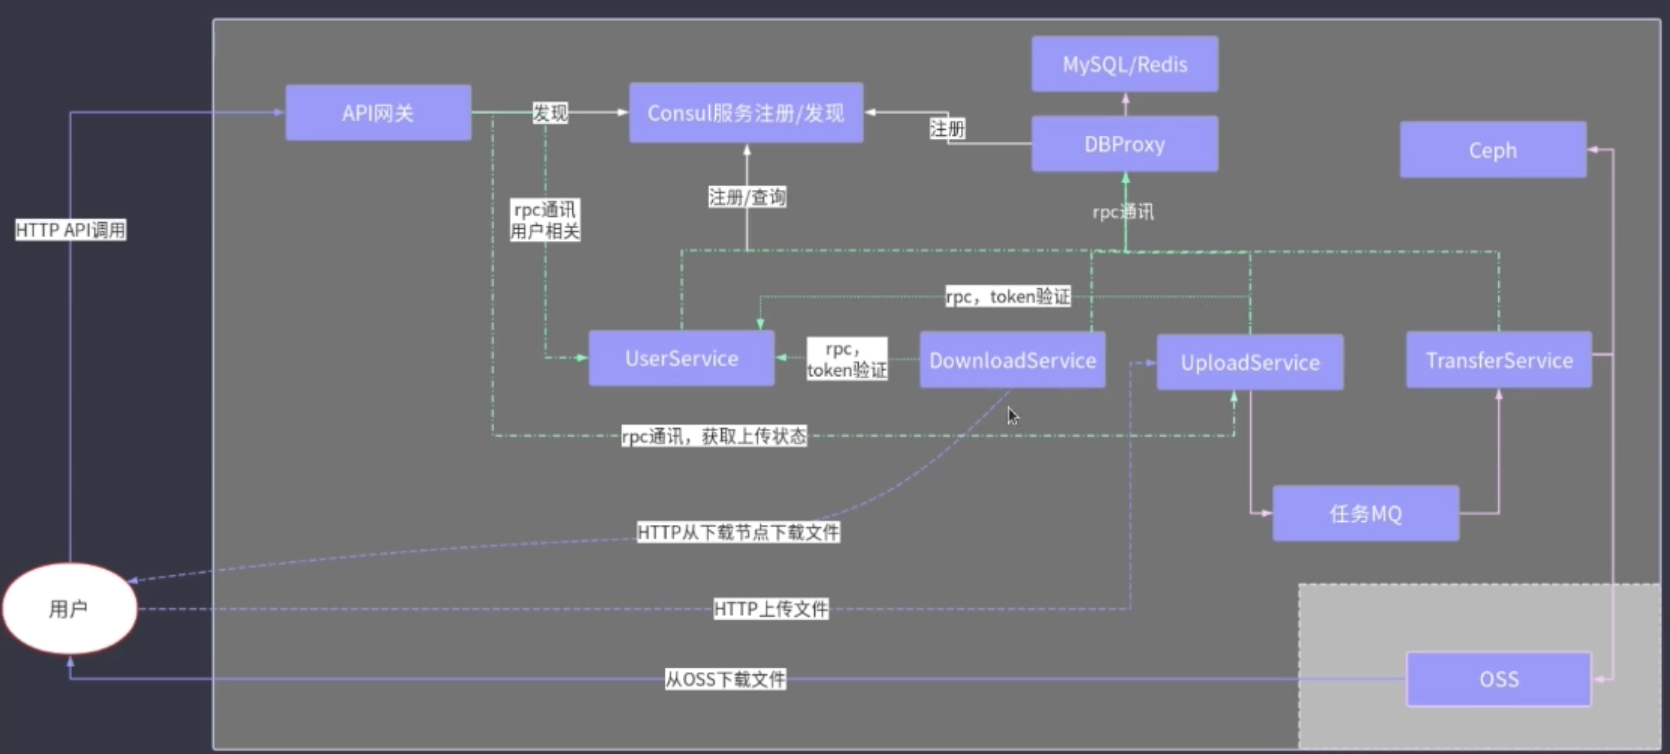 MySQL/Redis
API网关
发现
Consul服务注册/发现
注册
DBProxy
Ceph
注册/查询
rpc通讯
用户相关
rpc通讯
HTTP API调用
rpc，token验证
UserService
rpc，
token验证
DownloadService
UploadService
TransferService
rpc通讯，获取上传状态
任务MQ
HTTP从下载节点下载文件
用户
HTTP上传文件
从OSS下载文件
OSS